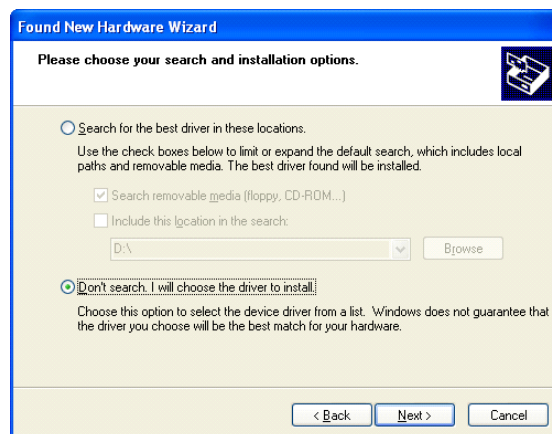 Found New Hardware Wizard
Please choose your search and installation options.
Search for the best driver in these locations.
Use the check boxes below to limit or expand the default search, which includes local
paths and removable media. The best driver found will be installed.
Search removable media (floppy, CD-ROM...)
Include this location in the search:
D:\
Browse
Don't search. I will choose the driver to install.
Choose this option to select the device driver from a list. Windows does not guarantee that
the driver you choose will be the best match for your hardware.
< Back Next > Cancel